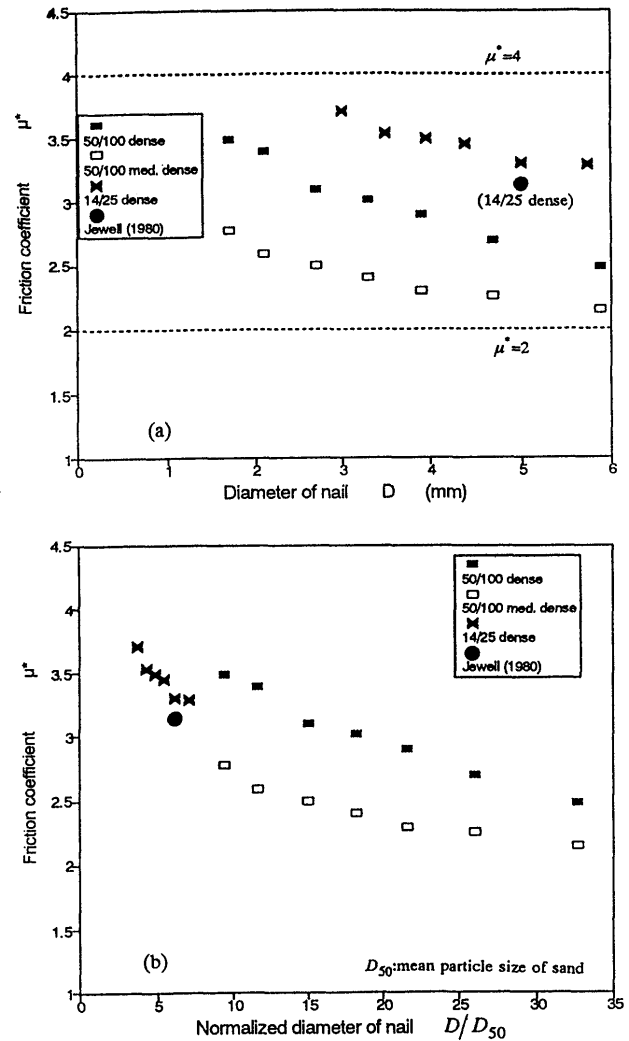 4.5
μ*=4
4
50/100 dense
50/100 med. dense
14/25 dense
Jewell (1980)
3.5
(14/25 dense)
3
2.5
2
μ*=2
1.5
1
(a)
Friction coefficient μ*
0 1 2 3 4 5 6
Diameter of nail D (mm)
4.5
50/100 dense
50/100 med. dense
14/25 dense
Jewell (1980)
4
3.5
3
2.5
2
1.5
1
(b)
D50:mean particle size of sand
Friction coefficient μ*
0 5 10 15 20 25 30 35
Normalized diameter of nail D/D50